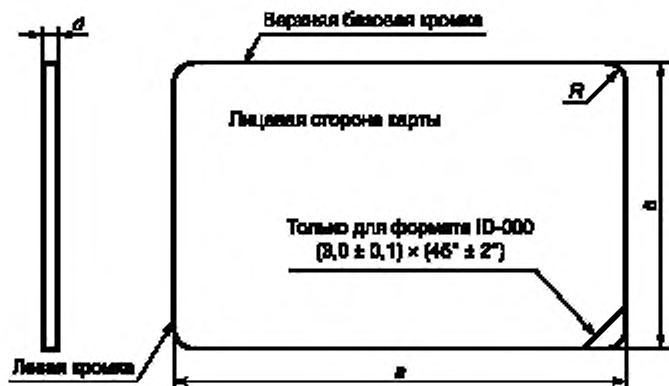 d
Верхняя базовая кромка
R
Лицевая сторона карты
b
Только для формата ID-000
(3,0 ± 0,1) × (45° ± 2°)
Левая кромка
a